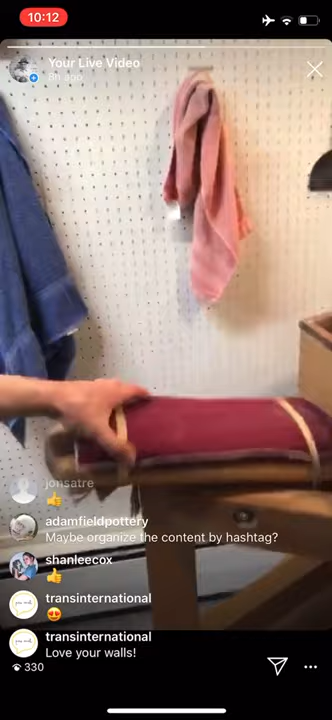 10:12
Your Live Video
8h ago
jonsatre
👍
adamfieldpottery
Maybe organize the content by hashtag?
shanleecox
👍
transinternational
😍
transinternational
Love your walls!
330